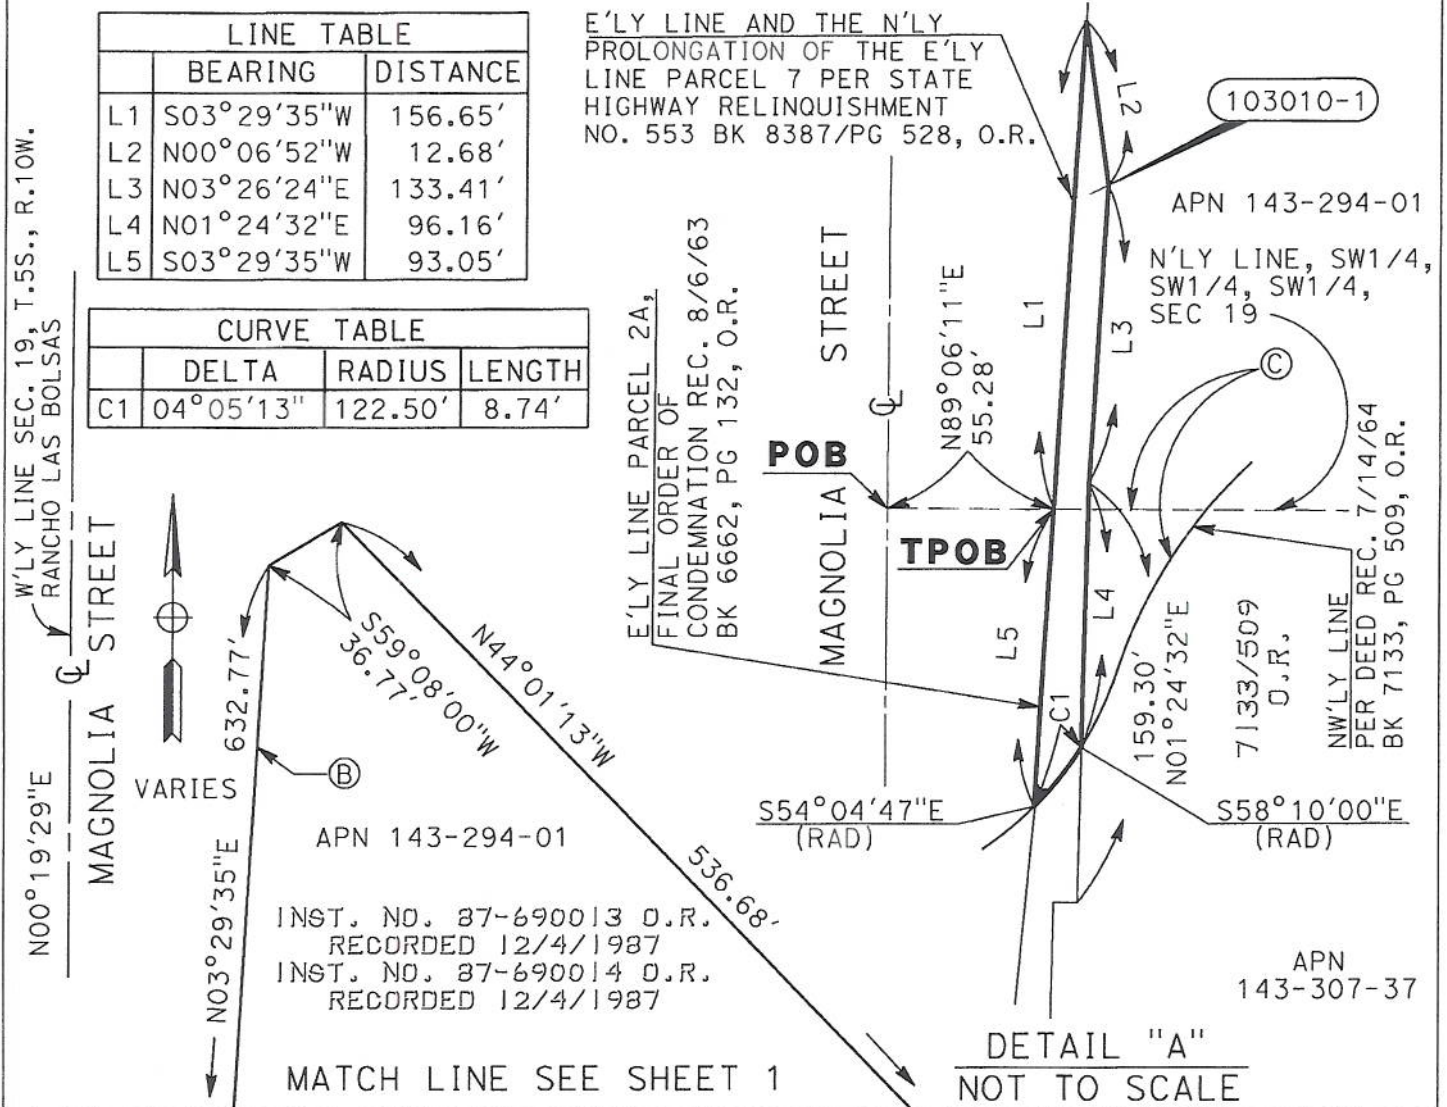 LINE TABLE
BEARING DISTANCE
L1 S03°29'35"W 156.65'
L2 N00°06'52"W 12.68'
L3 N03°26'24"E 133.41'
L4 N01°24'32"E 96.16'
L5 S03°29'35"W 93.05'
CURVE TABLE
DELTA RADIUS LENGTH
C1 04°05'13" 122.50' 8.74'
W'LY LINE SEC. 19, T.5S., R.10W.
RANCHO LAS BOLSAS
MAGNOLIA STREET
℄
N00°19'29"E
VARIES
632.77'
N03°29'35"E
B
S59°08'00"W
36.77'
N44°01'13"W
536.68'
APN 143-294-01
INST. NO. 87-690013 O.R.
RECORDED 12/4/1987
INST. NO. 87-690014 O.R.
RECORDED 12/4/1987
MATCH LINE SEE SHEET 1
E'LY LINE AND THE N'LY
PROLONGATION OF THE E'LY
LINE PARCEL 7 PER STATE
HIGHWAY RELINQUISHMENT
NO. 553 BK 8387/PG 528, O.R.
L2
103010-1
APN 143-294-01
N'LY LINE, SW1/4,
SW1/4, SW1/4,
SEC 19
C
E'LY LINE PARCEL 2A,
FINAL ORDER OF
CONDEMNATION REC. 8/6/63
BK 6662, PG 1132, O.R.
MAGNOLIA STREET
℄
N89°06'11"E
55.28'
L1
L3
POB
TPOB
L5
L4
C1
159.30'
N01°24'32"E
7133/509
O.R.
NW'LY LINE
PER DEED REC. 7/14/64
BK 7133, PG 509, O.R.
S54°04'47"E
(RAD)
S58°10'00"E
(RAD)
APN
143-307-37
DETAIL "A"
NOT TO SCALE